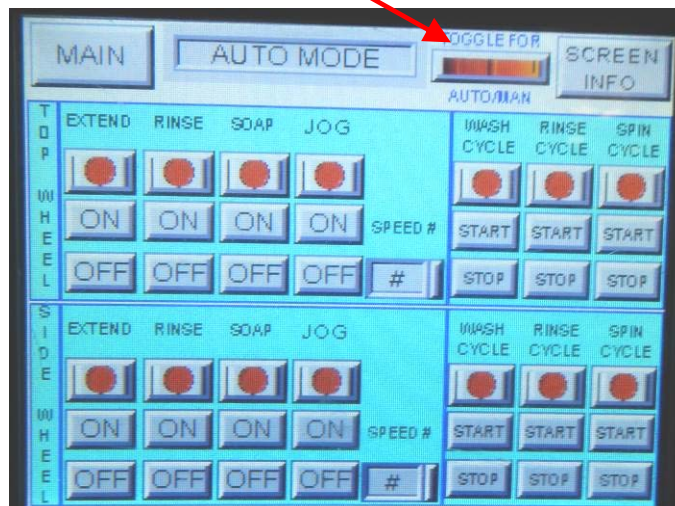 MAIN
AUTO MODE
TOGGLE FOR
AUTO/MAN
SCREEN
INFO
TOP WHEEL
EXTEND RINSE SOAP JOG
ON ON ON ON
OFF OFF OFF OFF
SPEED #
#
WASH CYCLE RINSE CYCLE SPIN CYCLE
START START START
STOP STOP STOP
SIDE WHEEL
EXTEND RINSE SOAP JOG
ON ON ON ON
OFF OFF OFF OFF
SPEED #
#
WASH CYCLE RINSE CYCLE SPIN CYCLE
START START START
STOP STOP STOP